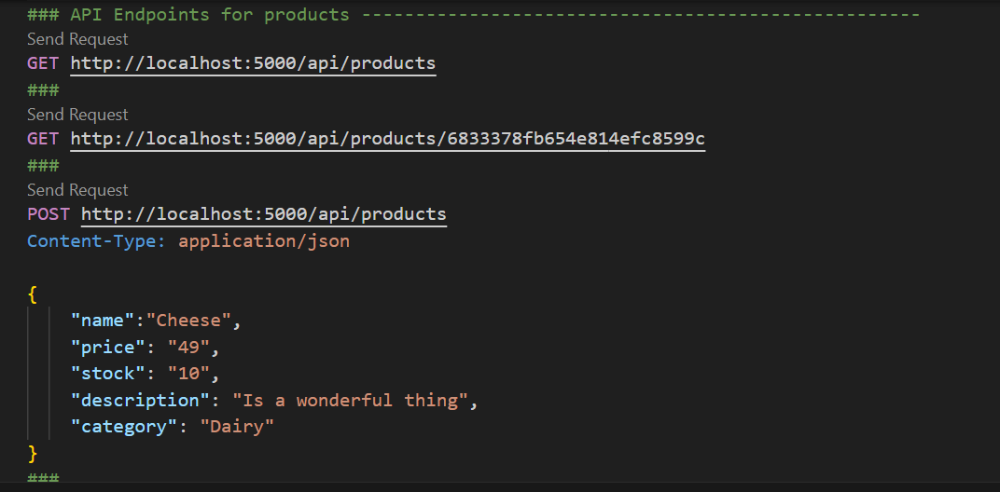 ### API Endpoints for products ----------------------------------------------------
Send Request
GET http://localhost:5000/api/products
###
Send Request
GET http://localhost:5000/api/products/6833378fb654e814efc8599c
###
Send Request
POST http://localhost:5000/api/products
Content-Type: application/json
{
"name":"Cheese",
"price": "49",
"stock": "10",
"description": "Is a wonderful thing",
"category": "Dairy"
}
###